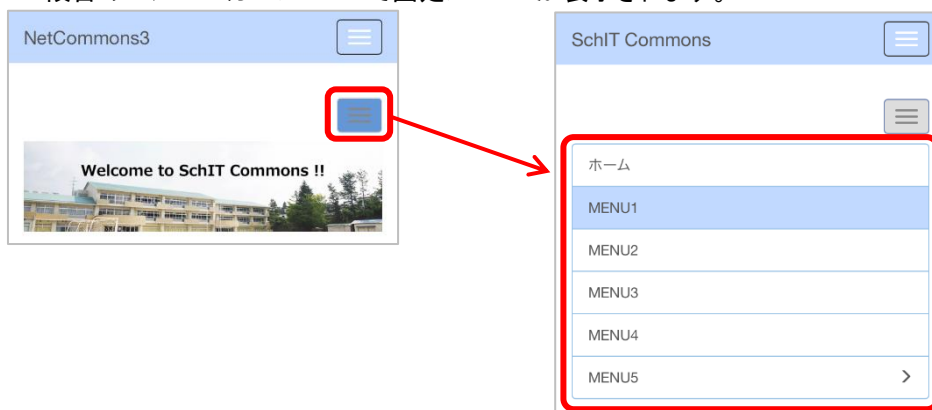 NetCommons3
Welcome to SchIT Commons !!
SchIT Commons
ホーム
MENU1
MENU2
MENU3
MENU4
MENU5